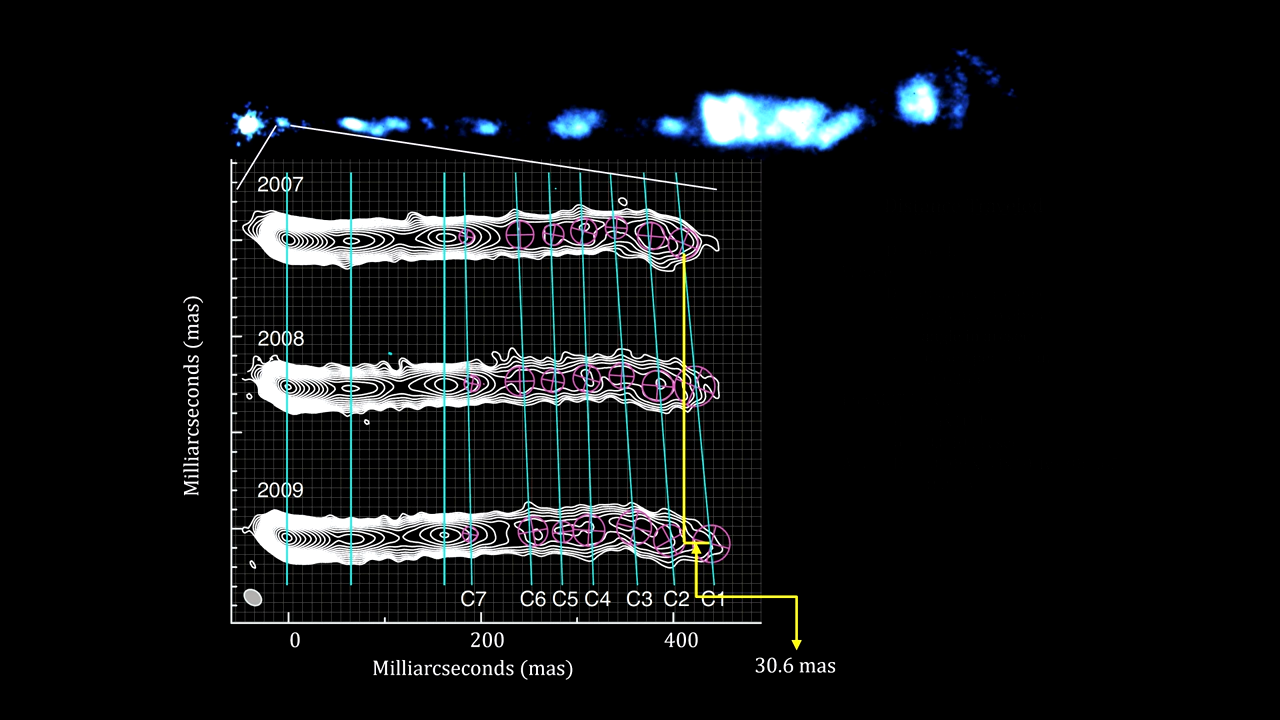 2007
2008
2009
Milliarcseconds (mas)
C7 C6 C5 C4 C3 C2 C1
0 200 400
Milliarcseconds (mas)
30.6 mas